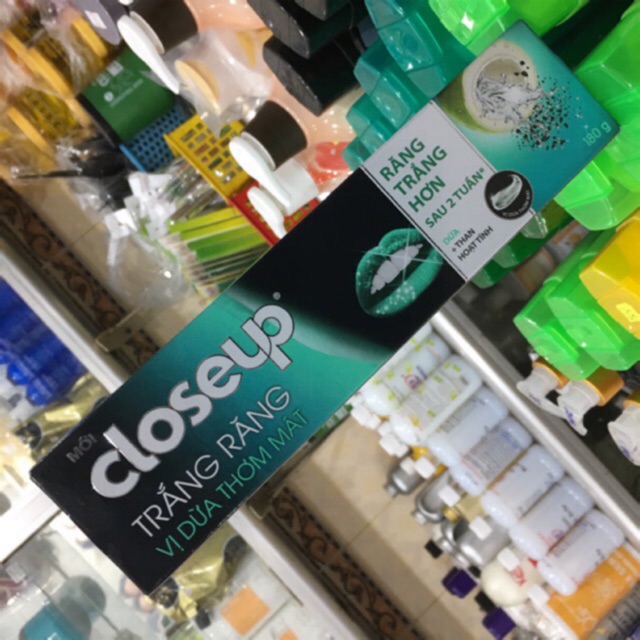 MỚI
closeup®
TRẮNG RĂNG
VỊ DỪA THƠM MÁT
RĂNG
TRẮNG
HƠN
SAU 2 TUẦN*
DỪA
+THAN
HOẠT TÍNH
180 g